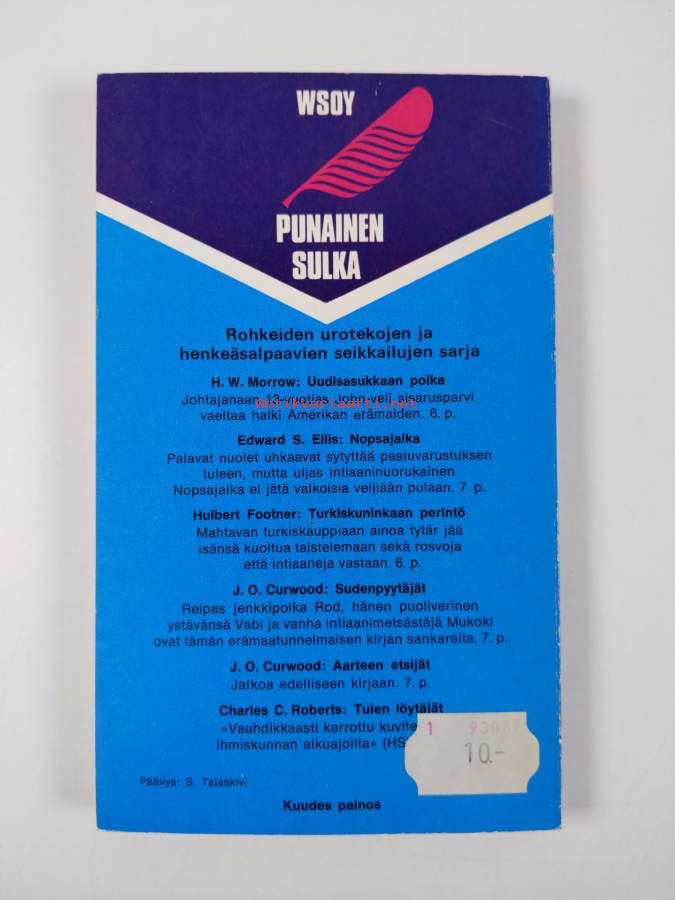 WSOY
PUNAINEN
SULKA
Rohkeiden urotekojen ja
henkeäsalpaavien seikkailujen sarja
H. W. Morrow: Uudisasukkaan poika
Johtajanaan 13-vuotias John-veli sisarusparvi
antikvariaatti.net
vaeltaa halki Amerikan erämaiden. 6. p.
Edward S. Ellis: Nopsajalka
Palavat nuolet uhkaavat sytyttää paaluvarustuksen
tuleen, mutta uljas intiaaninuorukainen
Nopsajalka ei jätä valkoisia veljiään pulaan. 7. p.
Hulbert Footner: Turkiskuninkaan perintö
Mahtavan turkiskauppiaan ainoa tytär jää
isänsä kuoltua taistelemaan sekä rosvoja
että intiaaneja vastaan. 6. p.
J. O. Curwood: Sudenpyytäjät
Reipas jenkkipoika Rod, hänen puoliverinen
ystävänsä Vabi ja vanha intiaanimetsästäjä Mukoki
ovat tämän erämaatunnelmaisen kirjan sankareita. 7. p.
J. O. Curwood: Aarteen etsijät
Jatkoa edelliseen kirjaan. 7. p.
Charles C. Roberts: Tulen löytäjät
»Vauhdikkaasti kerrottu
1
10.-
ihmiskunnan alkuajoilta»
Päällys: S. Talaskivi
Kuudes painos